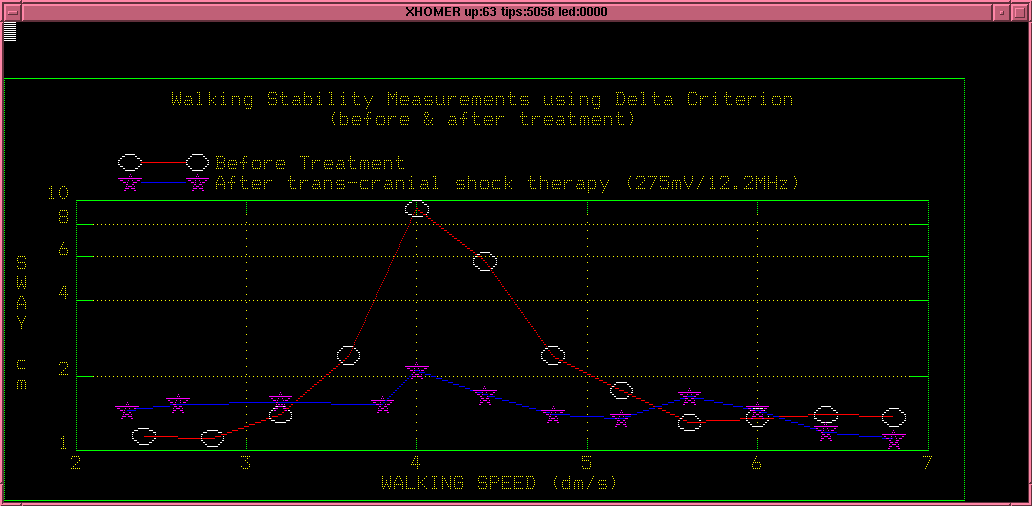 XHOMER up:63 tips:5058 led:0000
Walking Stability Measurements using Delta Criterion
(before & after treatment)
Before Treatment
After trans-cranial shock therapy (275mV/12.2MHz)
10
8
6
4
2
1
SWAY cm
2 3 4 5 6 7
WALKING SPEED (dm/s)